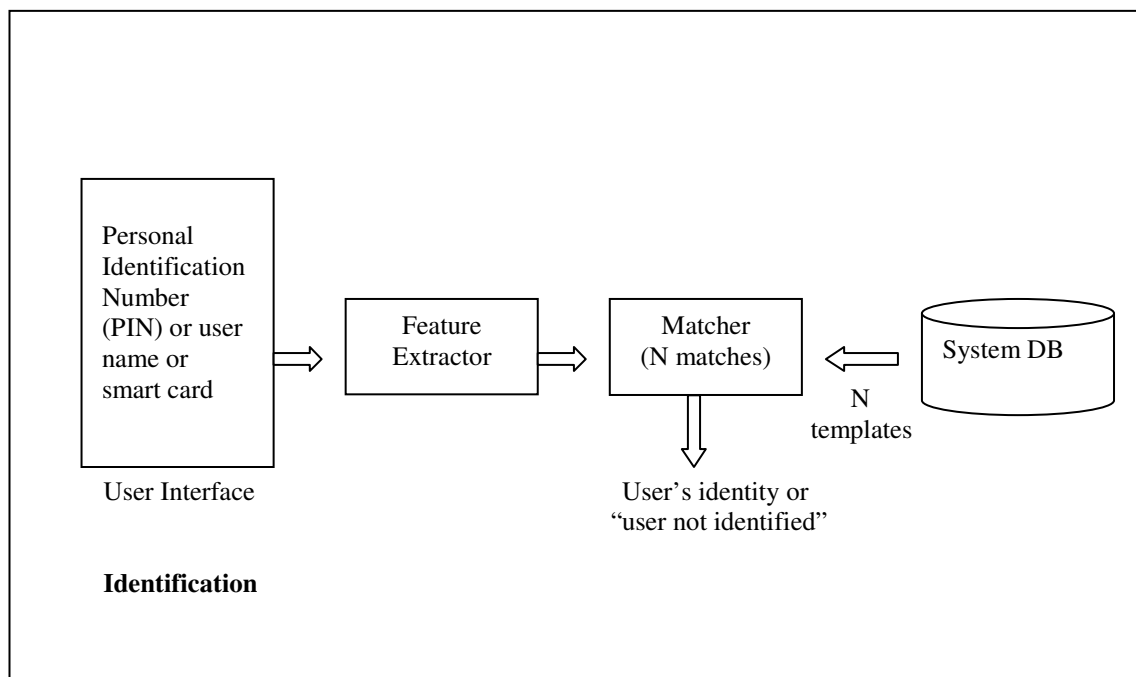 Personal
Identification
Number
(PIN) or user
name or
smart card
User Interface
Feature
Extractor
Matcher
(N matches)
System DB
N
templates
User’s identity or
“user not identified”
Identification